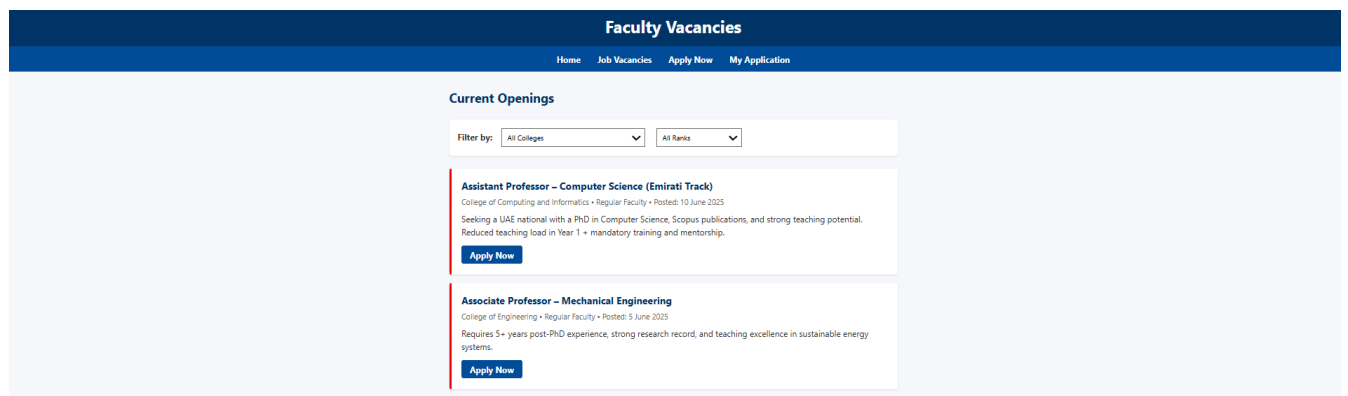 Faculty Vacancies
Home Job Vacancies Apply Now My Application
Current Openings
Filter by: All Colleges All Ranks
Assistant Professor – Computer Science (Emirati Track)
College of Computing and Informatics • Regular Faculty • Posted: 10 June 2025
Seeking a UAE national with a PhD in Computer Science, Scopus publications, and strong teaching potential.
Reduced teaching load in Year 1 + mandatory training and mentorship.
Apply Now
Associate Professor – Mechanical Engineering
College of Engineering • Regular Faculty • Posted: 5 June 2025
Requires 5+ years post-PhD experience, strong research record, and teaching excellence in sustainable energy
systems.
Apply Now